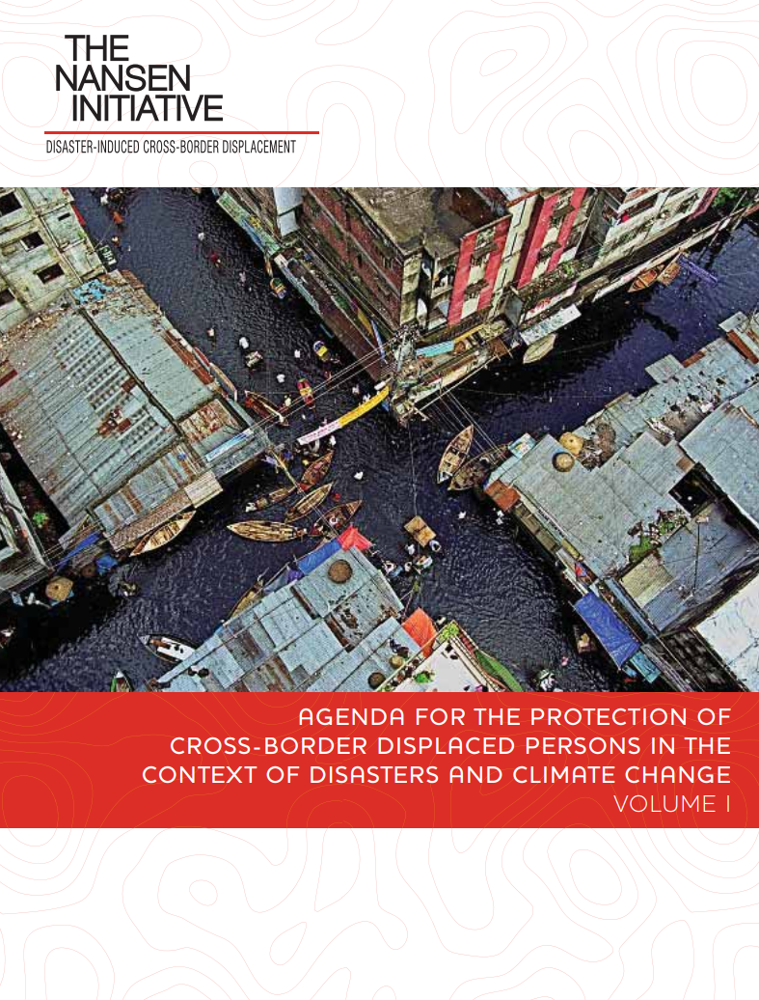 THE
NANSEN
INITIATIVE
DISASTER-INDUCED CROSS-BORDER DISPLACEMENT
AGENDA FOR THE PROTECTION OF
CROSS-BORDER DISPLACED PERSONS IN THE
CONTEXT OF DISASTERS AND CLIMATE CHANGE
VOLUME I